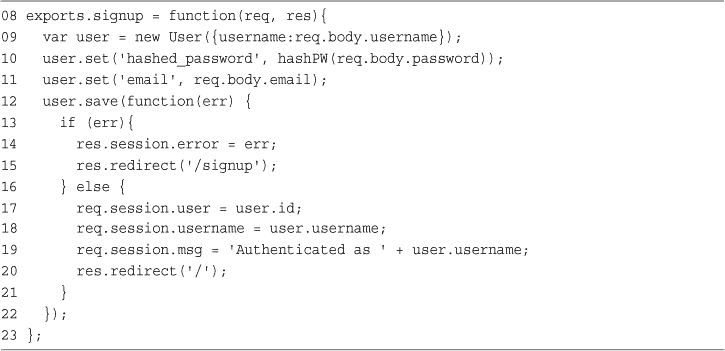 08 exports.signup = function(req, res){
09   var user = new User({username:req.body.username});
10   user.set('hashed_password', hashPW(req.body.password));
11   user.set('email', req.body.email);
12   user.save(function(err) {
13     if (err){
14       res.session.error = err;
15       res.redirect('/signup');
16     } else {
17       req.session.user = user.id;
18       req.session.username = user.username;
19       req.session.msg = 'Authenticated as ' + user.username;
20       res.redirect('/');
21     }
22   });
23 };